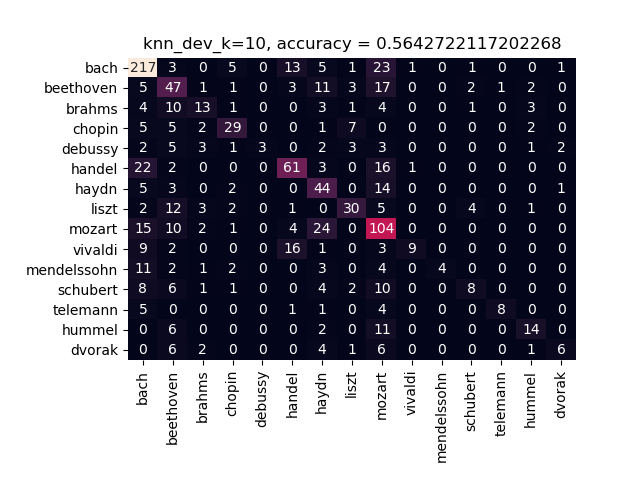 knn_dev_k=10, accuracy = 0.5642722117202268
bach 217 3 0 5 0 13 5 1 23 1 0 1 0 0 1
beethoven 5 47 1 1 0 3 11 3 17 0 0 2 1 2 0
brahms 4 10 13 1 0 0 3 1 4 0 0 1 0 3 0
chopin 5 5 2 29 0 0 1 7 0 0 0 0 0 2 0
debussy 2 5 3 1 3 0 2 3 3 0 0 0 0 1 2
handel 22 2 0 0 0 61 3 0 16 1 0 0 0 0 0
haydn 5 3 0 2 0 0 44 0 14 0 0 0 0 0 1
liszt 2 12 3 2 0 1 0 30 5 0 0 4 0 1 0
mozart 15 10 2 1 0 4 24 0 104 0 0 0 0 0 0
vivaldi 9 2 0 0 0 16 1 0 3 9 0 0 0 0 0
mendelssohn 11 2 1 2 0 0 3 0 4 0 4 0 0 0 0
schubert 8 6 1 1 0 0 4 2 10 0 0 8 0 0 0
telemann 5 0 0 0 0 1 1 0 4 0 0 0 8 0 0
hummel 0 6 0 0 0 0 2 0 11 0 0 0 0 14 0
dvorak 0 6 2 0 0 0 4 1 6 0 0 0 0 1 6
bach beethoven brahms chopin debussy handel haydn liszt mozart vivaldi mendelssohn schubert telemann hummel dvorak